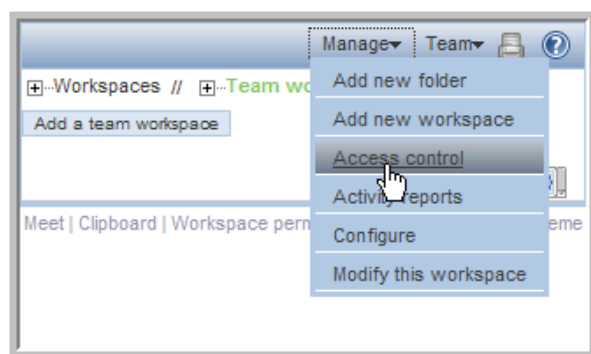 Manage Team ?
Workspaces // Team wo
Add a team workspace
Add new folder
Add new workspace
Access control
Activity reports
Configure
Modify this workspace
Meet | Clipboard | Workspace perm eme